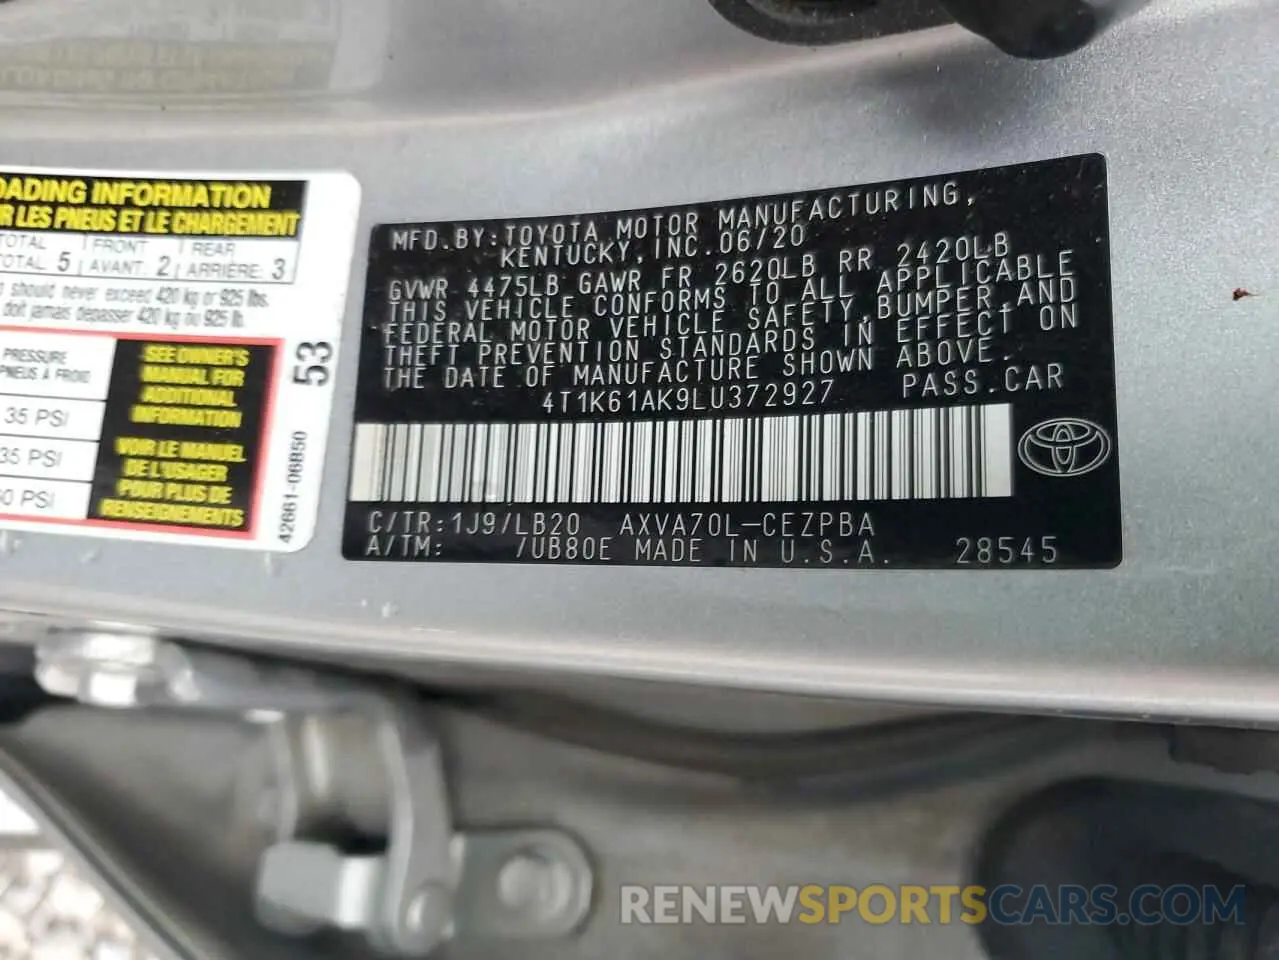 OADING INFORMATION
R LES PNEUS ET LE CHARGEMENT
TOTAL FRONT REAR
TOTAL: 5 AVANT: 2 ARRIÈRE: 3
should never exceed 420 kg or 925 lbs.
doit jamais dépasser 420 kg ou 925 lb.
PRESSURE
PNEUS À FROID
35 PSI
35 PSI
0 PSI
SEE OWNER'S
MANUAL FOR
ADDITIONAL
INFORMATION
VOIR LE MANUEL
DE L'USAGER
POUR PLUS DE
RENSEIGNEMENTS
53
42661-06850
MFD.BY:TOYOTA MOTOR MANUFACTURING,
KENTUCKY,INC.06/20
GVWR 4475LB GAWR FR 2620LB RR 2420LB
THIS VEHICLE CONFORMS TO ALL APPLICABLE
FEDERAL MOTOR VEHICLE SAFETY,BUMPER,AND
THEFT PREVENTION STANDARDS IN EFFECT ON
THE DATE OF MANUFACTURE SHOWN ABOVE.
4T1K61AK9LU372927 PASS.CAR
C/TR:1J9/LB20 AXVA70L-CEZPBA
A/TM: /UB80E MADE IN U.S.A. 28545
RENEWSPORTSCARS.COM